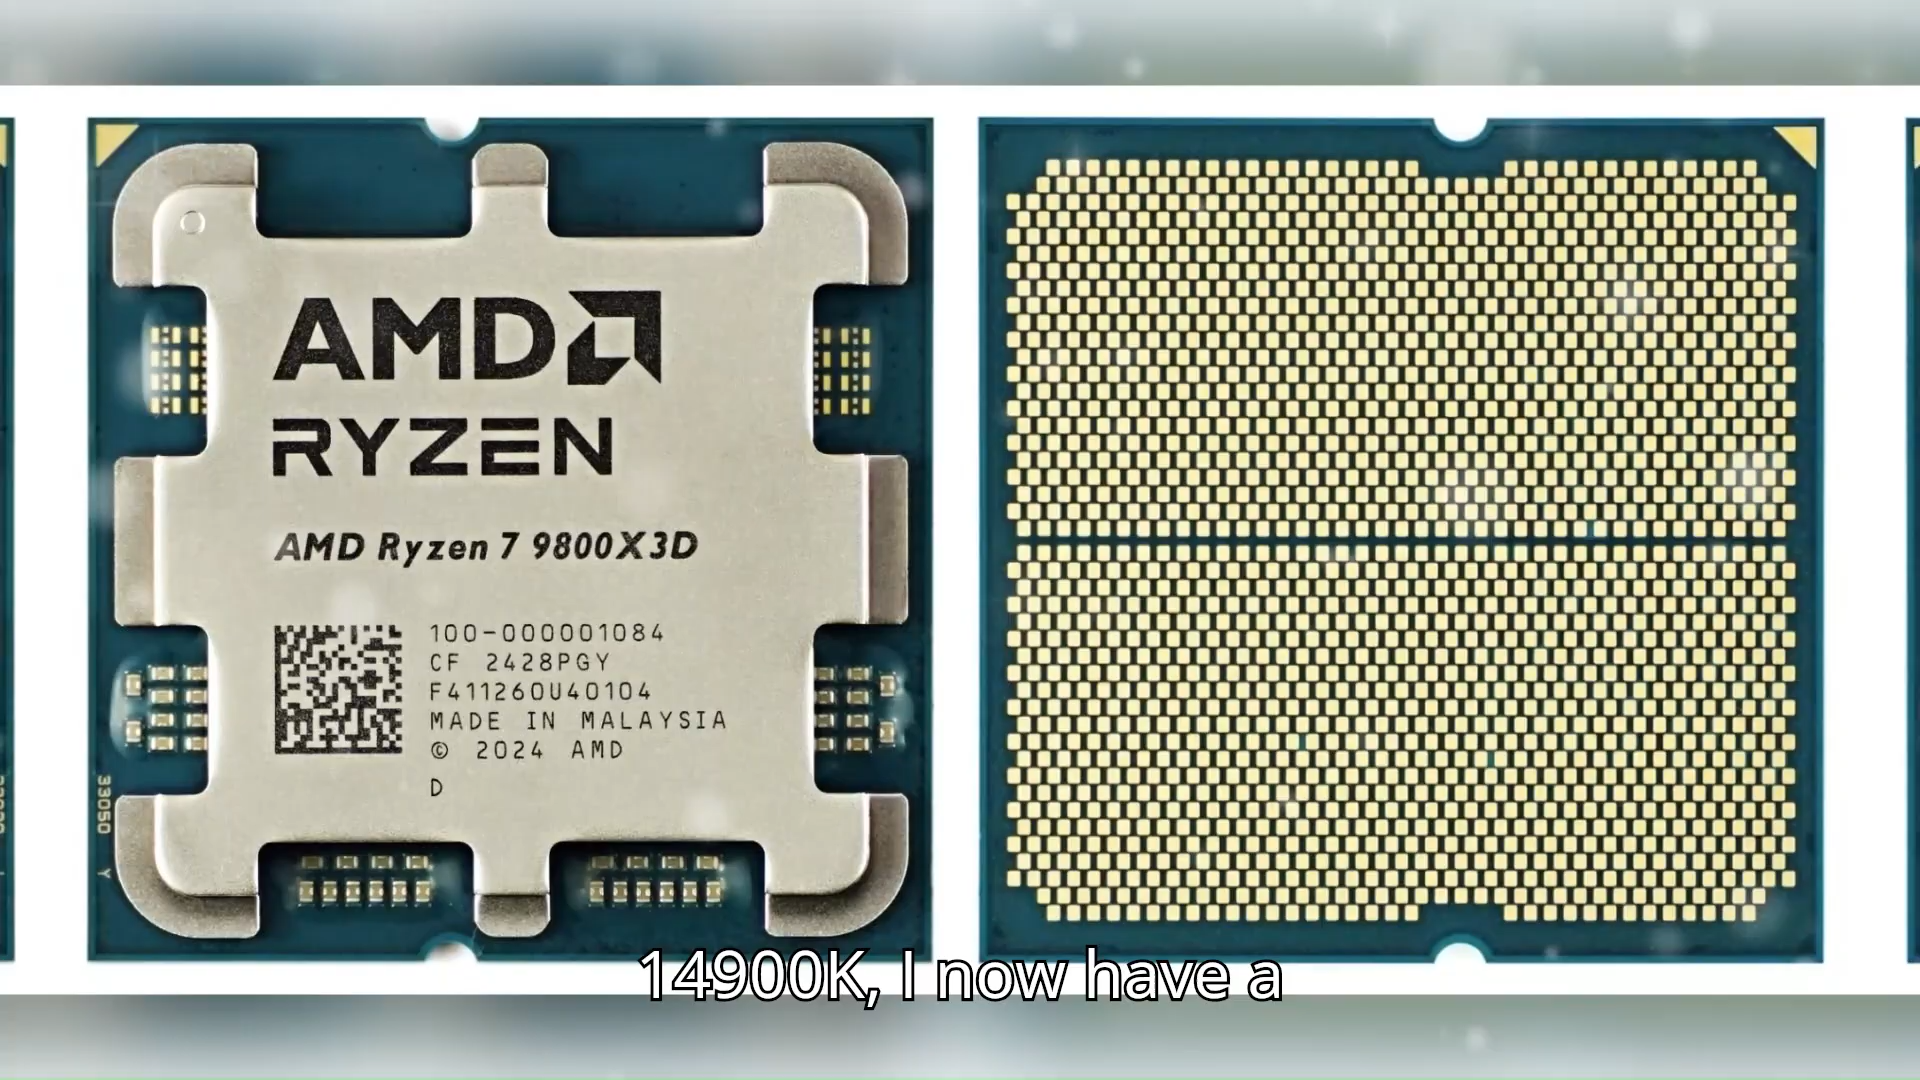 AMD
RYZEN
AMD Ryzen 7 9800X3D
100-000001084
CF 2428PGY
F411260U40104
MADE IN MALAYSIA
© 2024 AMD
D
33050 Y
14900K, I now have a